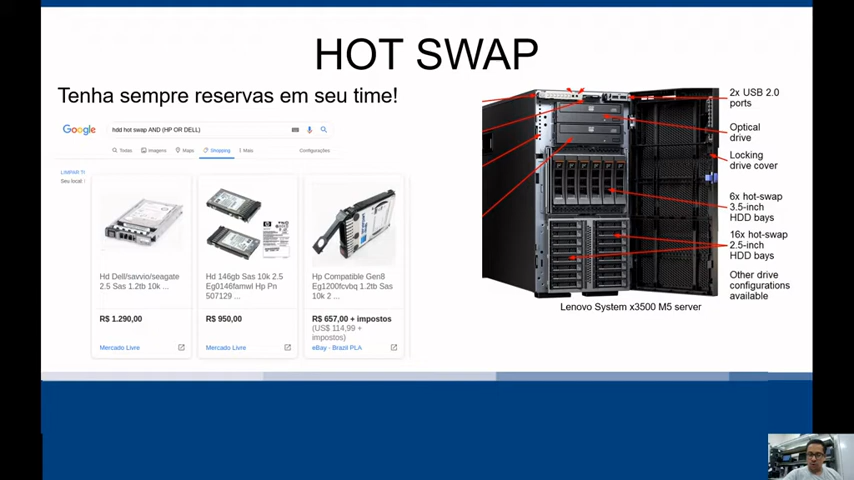 HOT SWAP
Tenha sempre reservas em seu time!
Google
hdd hot swap AND (HP OR DELL)
Todas
Imagens
Maps
Shopping
Mais
Configurações
Seu local
Hd Dell/savvio/seagate
2.5 Sas 1.2tb 10k ...
R$ 1.290,00
Mercado Livre
Hd 146gb Sas 10k 2.5
Eg0146famwl Hp Pn
507129 ...
R$ 950,00
Mercado Livre
Hp Compatible Gen8
Eg1200fcvbq 1.2tb Sas
10k 2 ...
R$ 657,00 + impostos
(US$ 114,99 +
impostos)
eBay - Brazil PLA
2x USB 2.0
ports
Optical
drive
Locking
drive cover
6x hot-swap
3.5-inch
HDD bays
16x hot-swap
2.5-inch
HDD bays
Other drive
configurations
available
Lenovo System x3500 M5 server